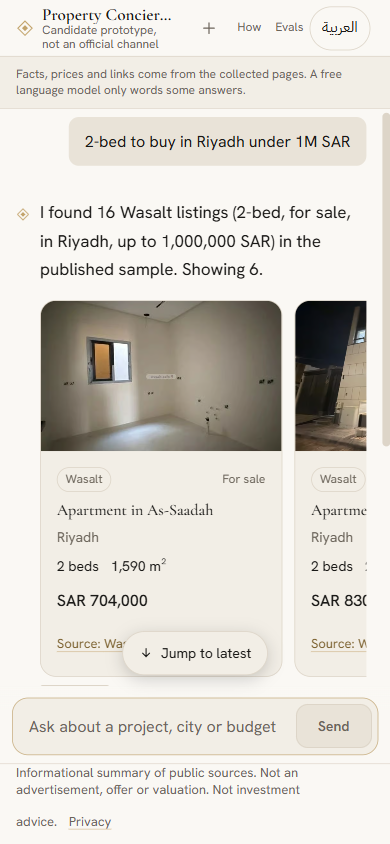 Property Concier...
Candidate prototype,
not an official channel
+
How
Evals
العربية
Facts, prices and links come from the collected pages. A free
language model only words some answers.
2-bed to buy in Riyadh under 1M SAR
I found 16 Wasalt listings (2-bed, for sale,
in Riyadh, up to 1,000,000 SAR) in the
published sample. Showing 6.
Wasalt
For sale
Apartment in As-Saadah
Riyadh
2 beds 1,590 m²
SAR 704,000
Source: Was
Wasalt
Apartme
Riyadh
2 beds
SAR 830
Source: W
↓ Jump to latest
Ask about a project, city or budget
Send
Informational summary of public sources. Not an
advertisement, offer or valuation. Not investment
advice. Privacy